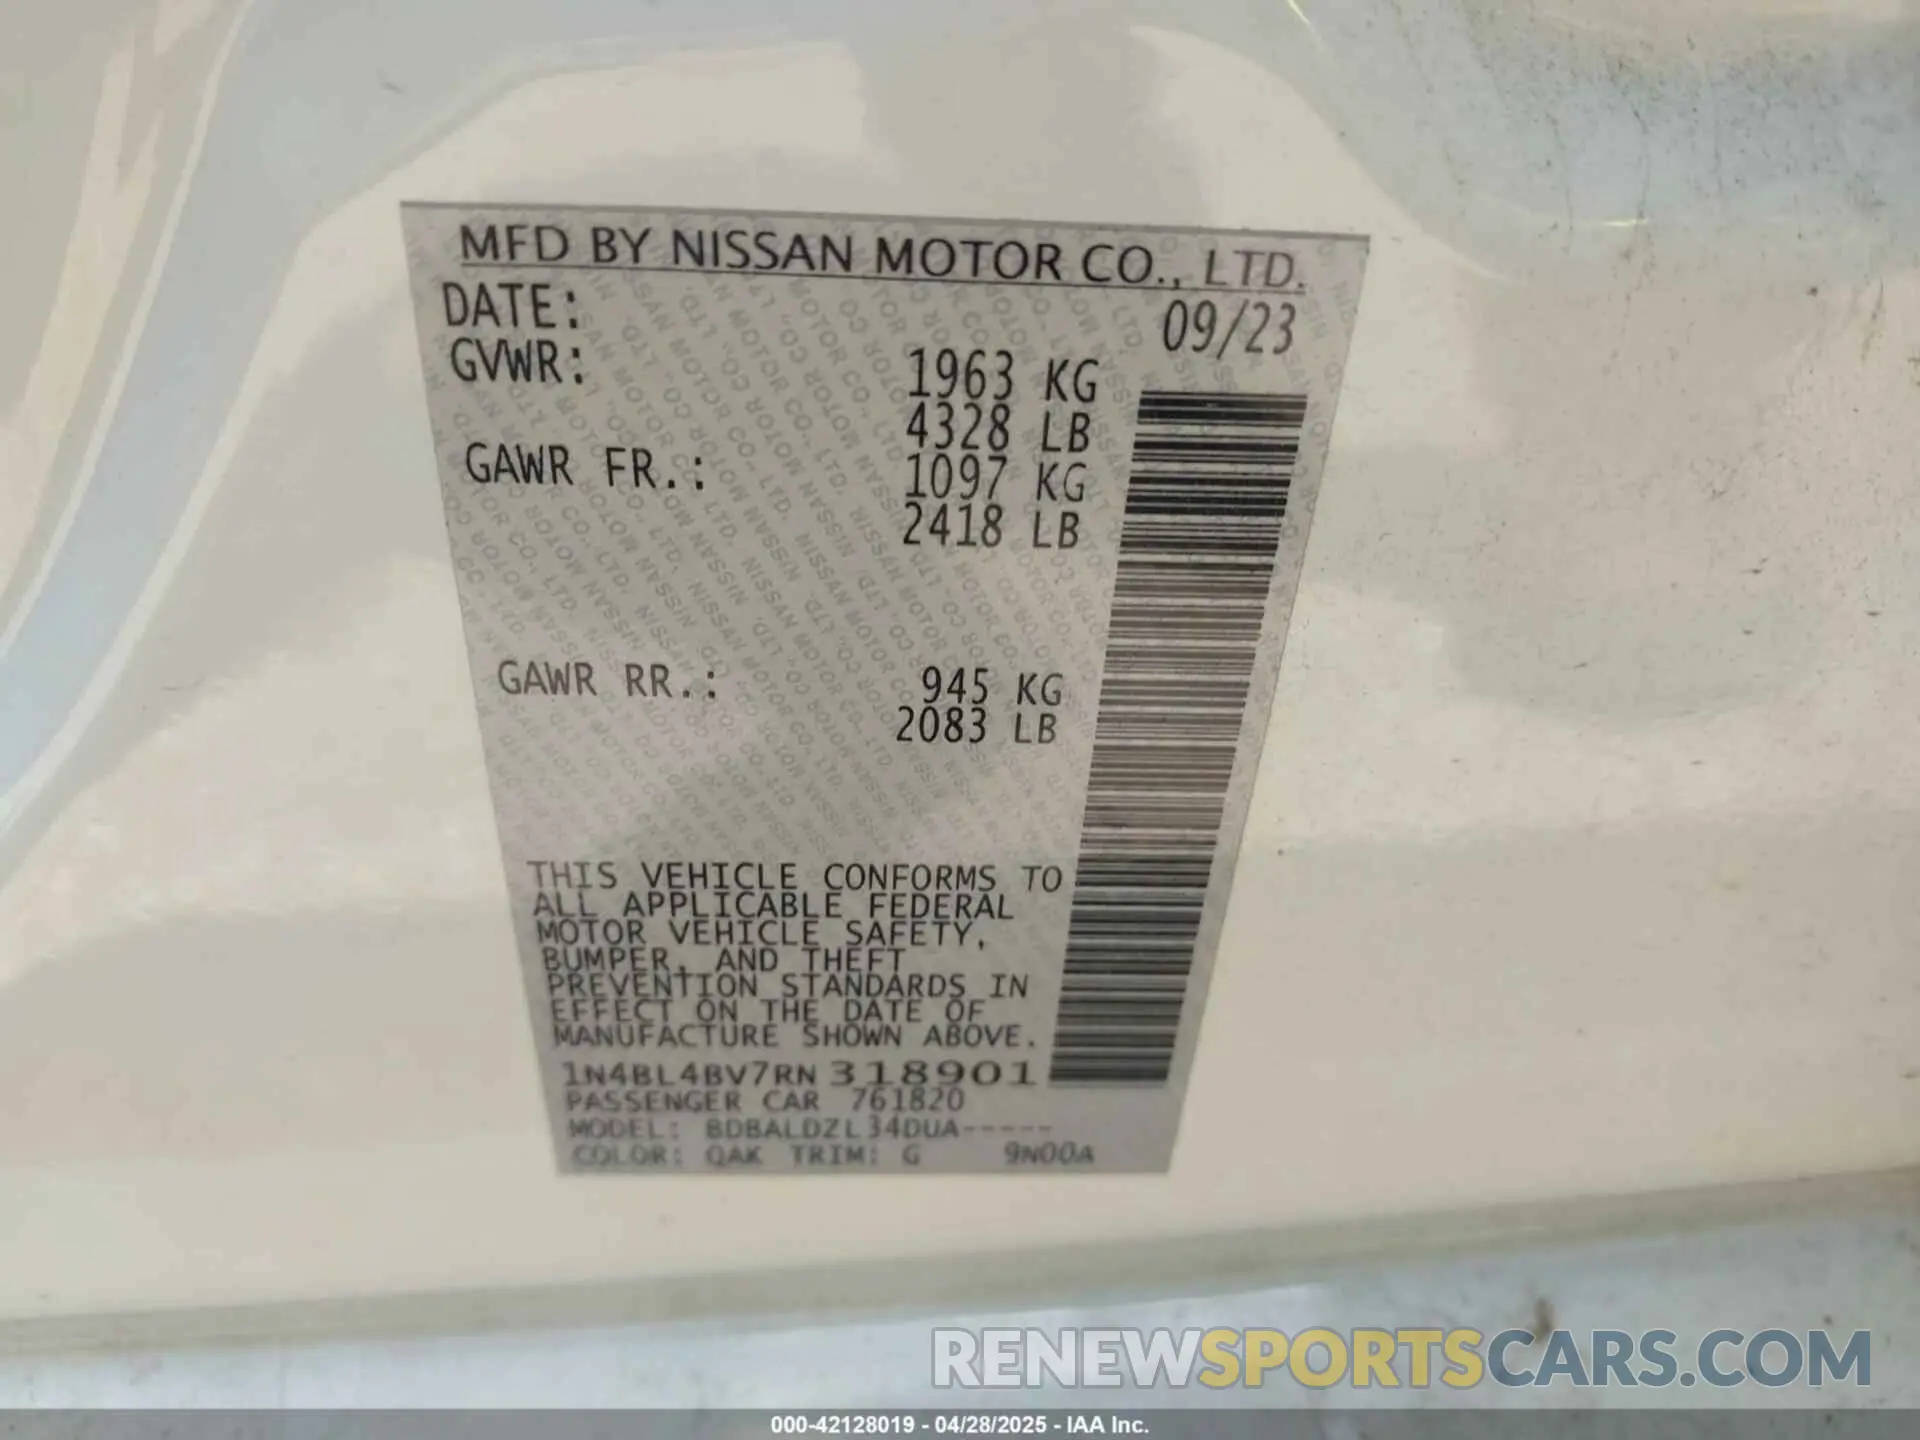 MFD BY NISSAN MOTOR CO., LTD.
DATE: 09/23
GVWR: 1963 KG
4328 LB
GAWR FR.: 1097 KG
2418 LB
GAWR RR.: 945 KG
2083 LB
THIS VEHICLE CONFORMS TO
ALL APPLICABLE FEDERAL
MOTOR VEHICLE SAFETY,
BUMPER, AND THEFT
PREVENTION STANDARDS IN
EFFECT ON THE DATE OF
MANUFACTURE SHOWN ABOVE.
1N4BL4BV7RN318901
PASSENGER CAR 761820
MODEL: BDBALDZL34DUA-----
COLOR: QAK TRIM: G 9N00A
RENEWSPORTSCARS.COM
000-42128019 - 04/28/2025 - IAA Inc.